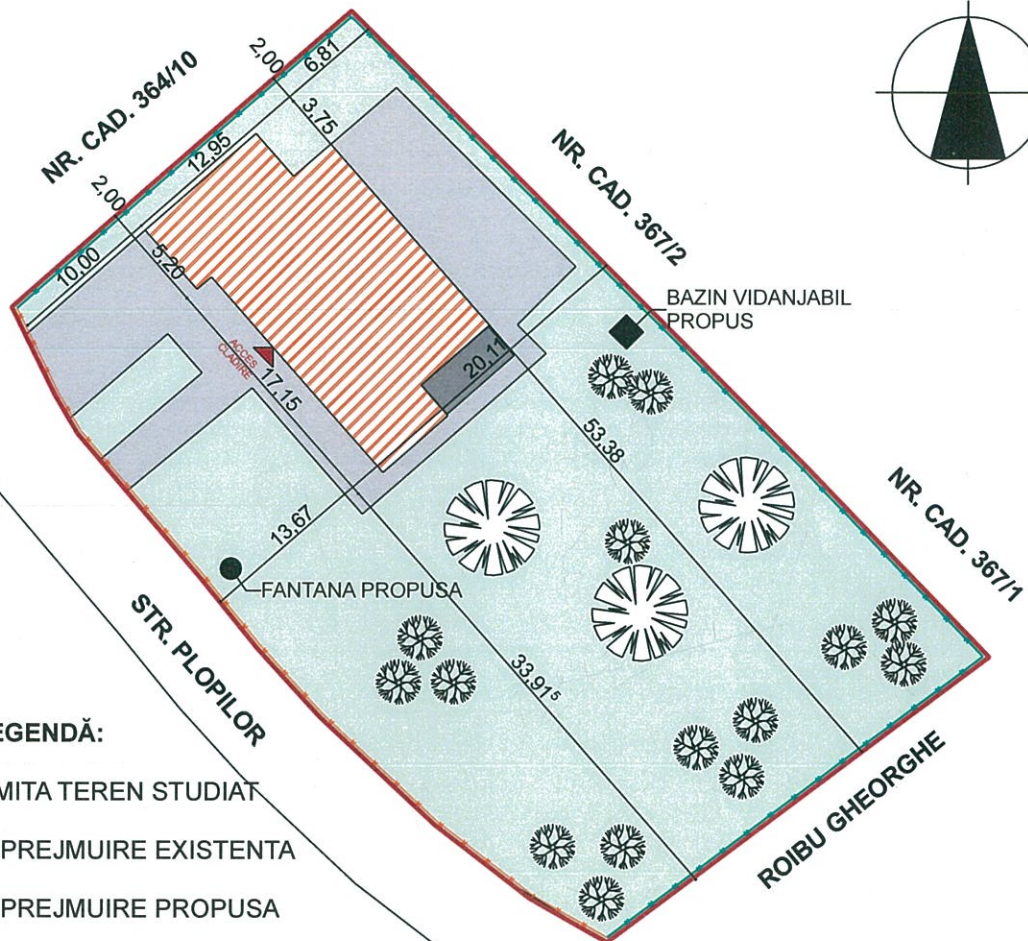 NR. CAD. 364/10
2,00
6,81
3,75
12,95
2,00
10,00
5,20
NR. CAD. 367/2
BAZIN VIDANJABIL
PROPUS
ACCES
CLADIRE
17,15
20,11
53,38
NR. CAD. 367/1
13,67
FANTANA PROPUSA
STR. PLOPILOR
33,91⁵
ROIBU GHEORGHE
EGENDĂ:
MITA TEREN STUDIAT
PREJMUIRE EXISTENTA
PREJMUIRE PROPUSA